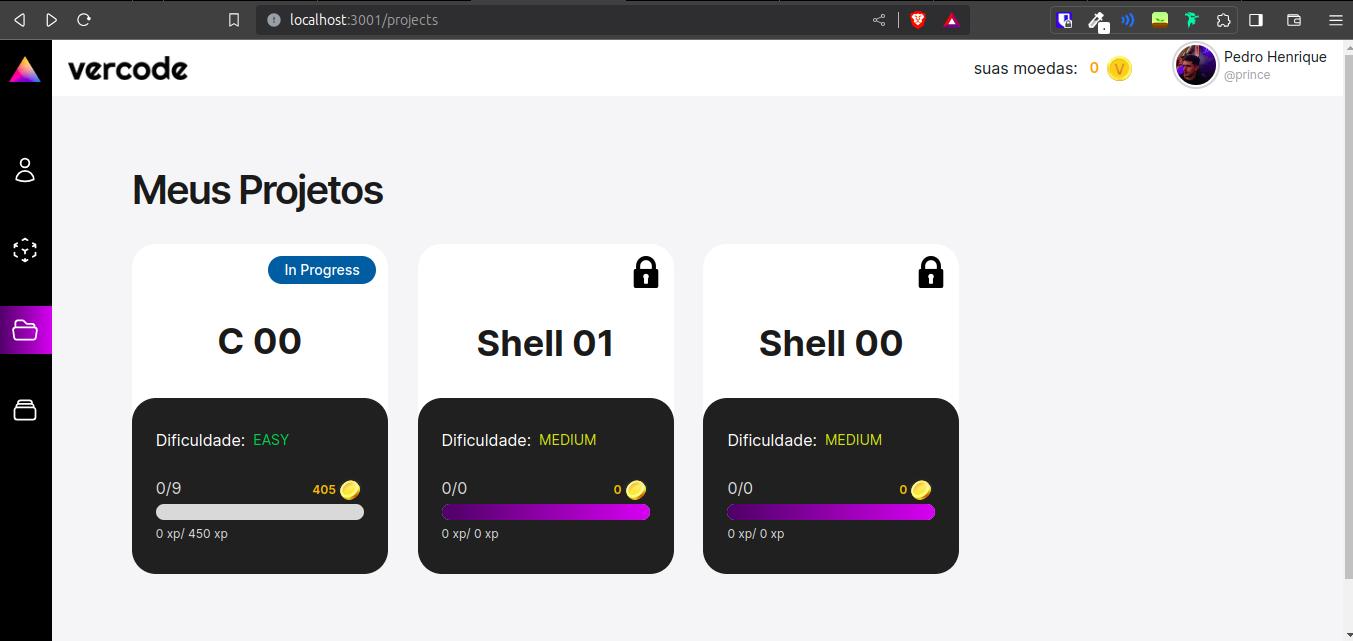 localhost:3001/projects
vercode
suas moedas: 0 V
Pedro Henrique
@prince
Meus Projetos
In Progress
C 00
Dificuldade: EASY
0/9 405
0 xp/ 450 xp
Shell 01
Dificuldade: MEDIUM
0/0 0
0 xp/ 0 xp
Shell 00
Dificuldade: MEDIUM
0/0 0
0 xp/ 0 xp